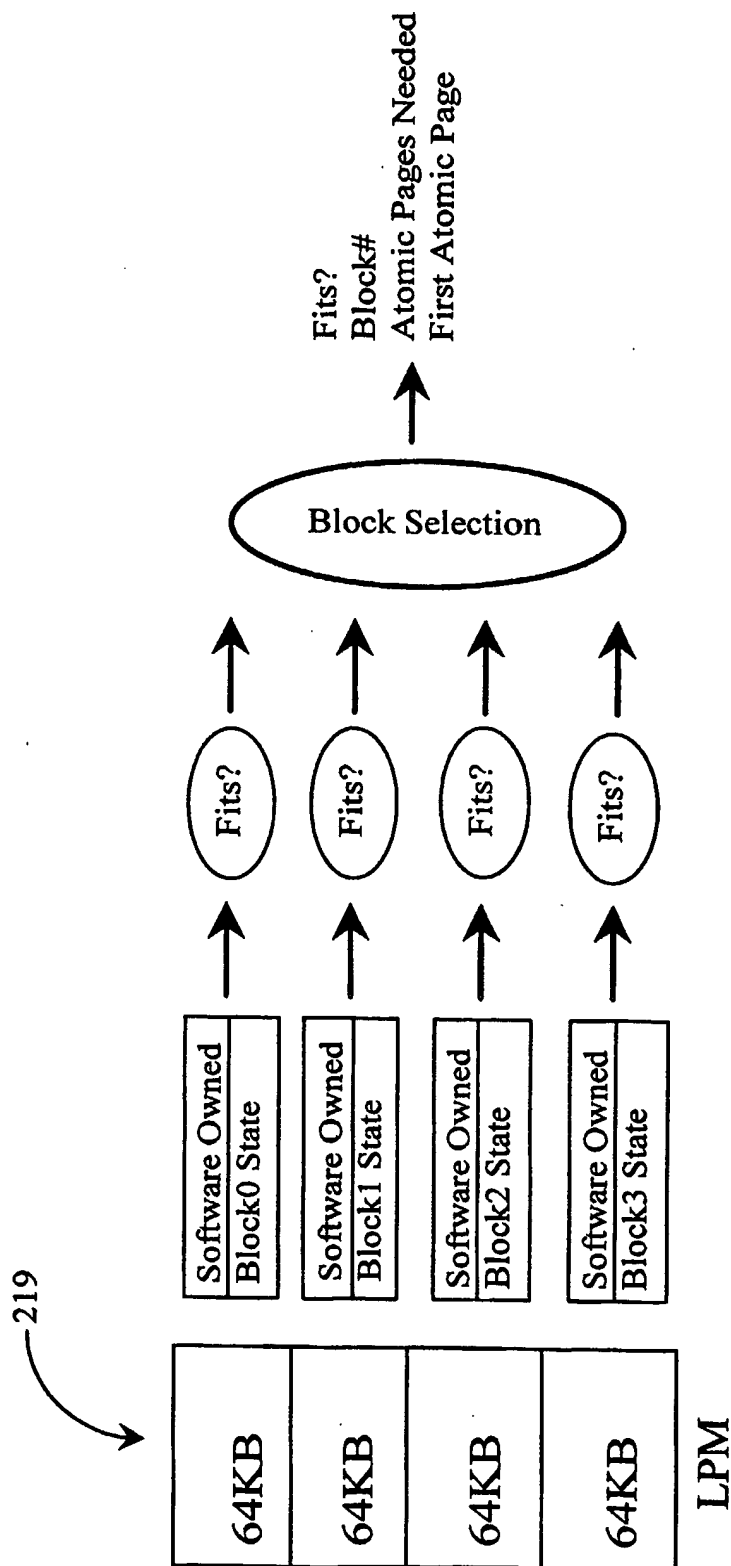 219
64KB
64KB
64KB
64KB
LPM
Software Owned
Block0 State
Software Owned
Block1 State
Software Owned
Block2 State
Software Owned
Block3 State
Fits?
Fits?
Fits?
Fits?
Block Selection
Fits?
Block#
Atomic Pages Needed
First Atomic Page